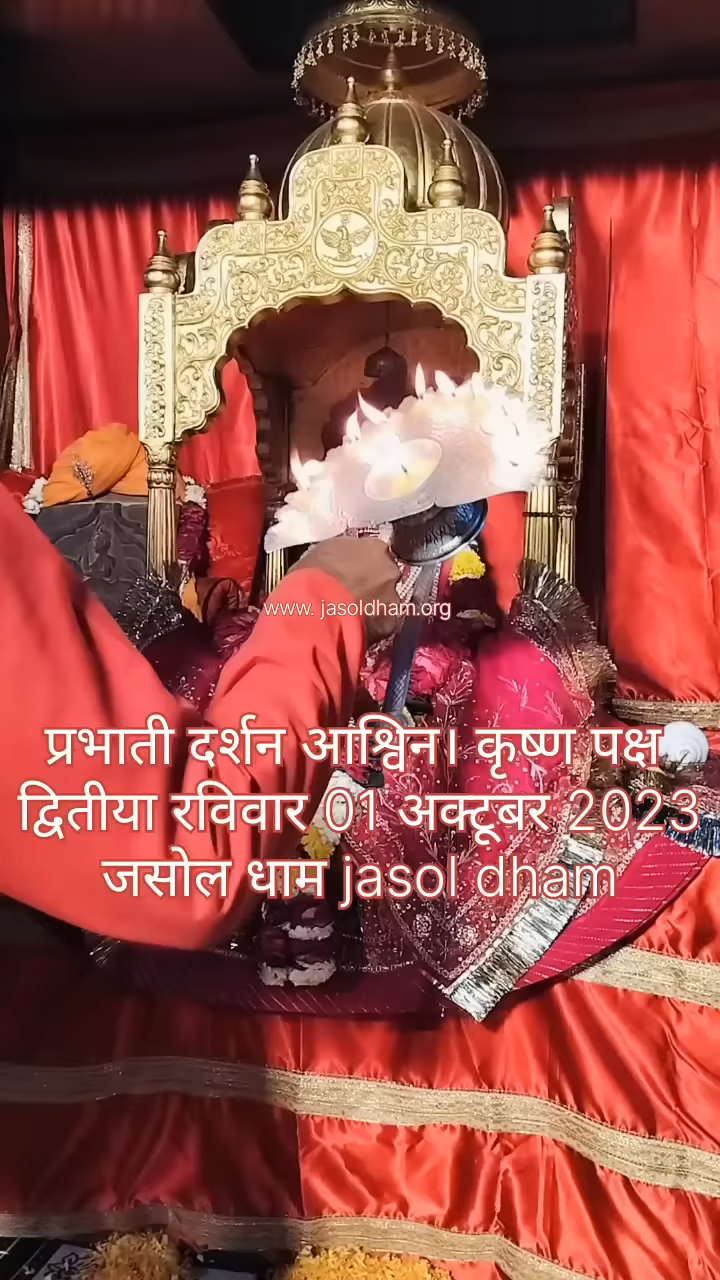 www. jasoldham.org
प्रभाती दर्शन आश्विन। कृष्ण पक्ष
द्वितीया रविवार 01 अक्टूबर 2023
जसोल धाम jasol dham